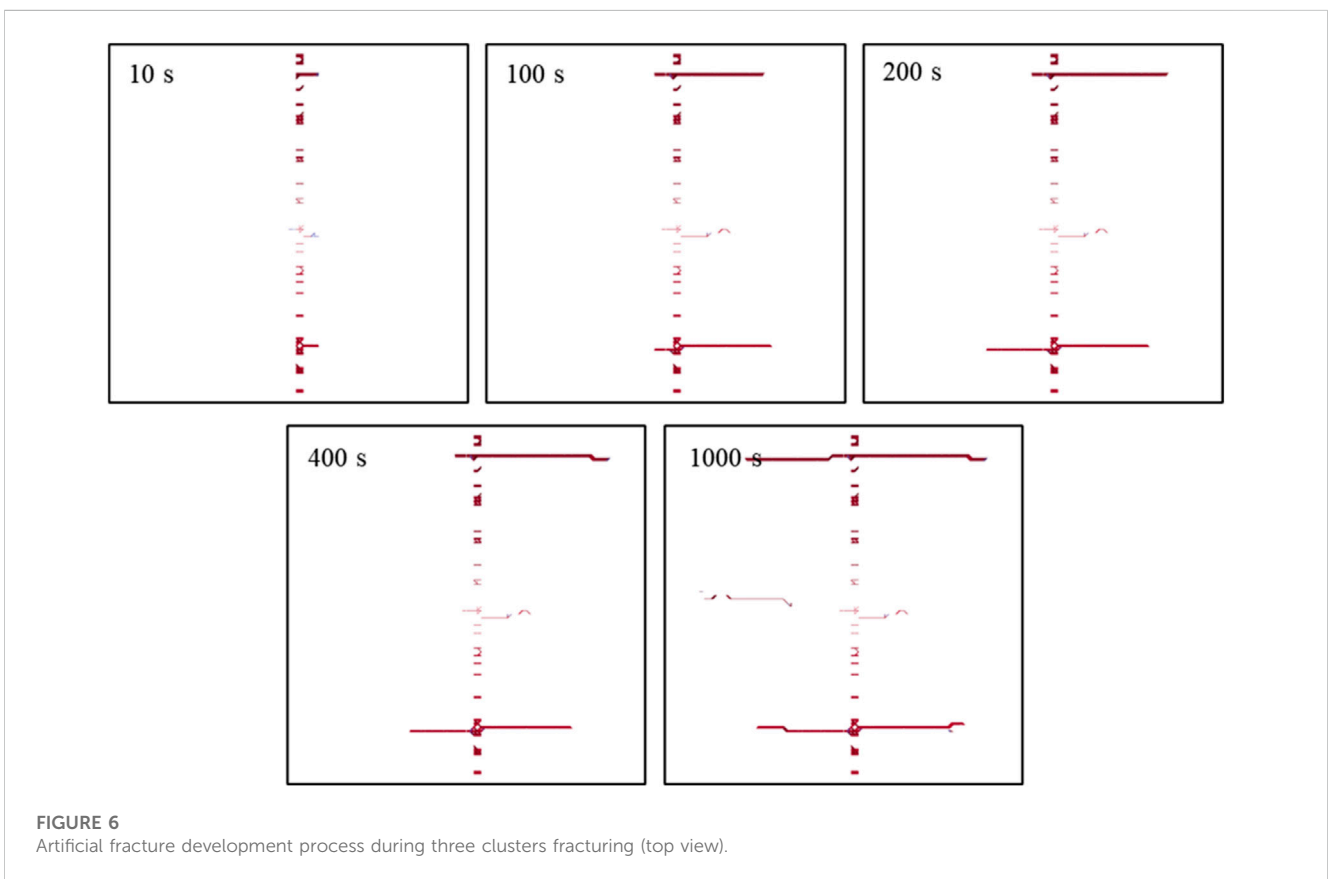 10 s
100 s
200 s
400 s
1000 s
FIGURE 6
Artificial fracture development process during three clusters fracturing (top view).